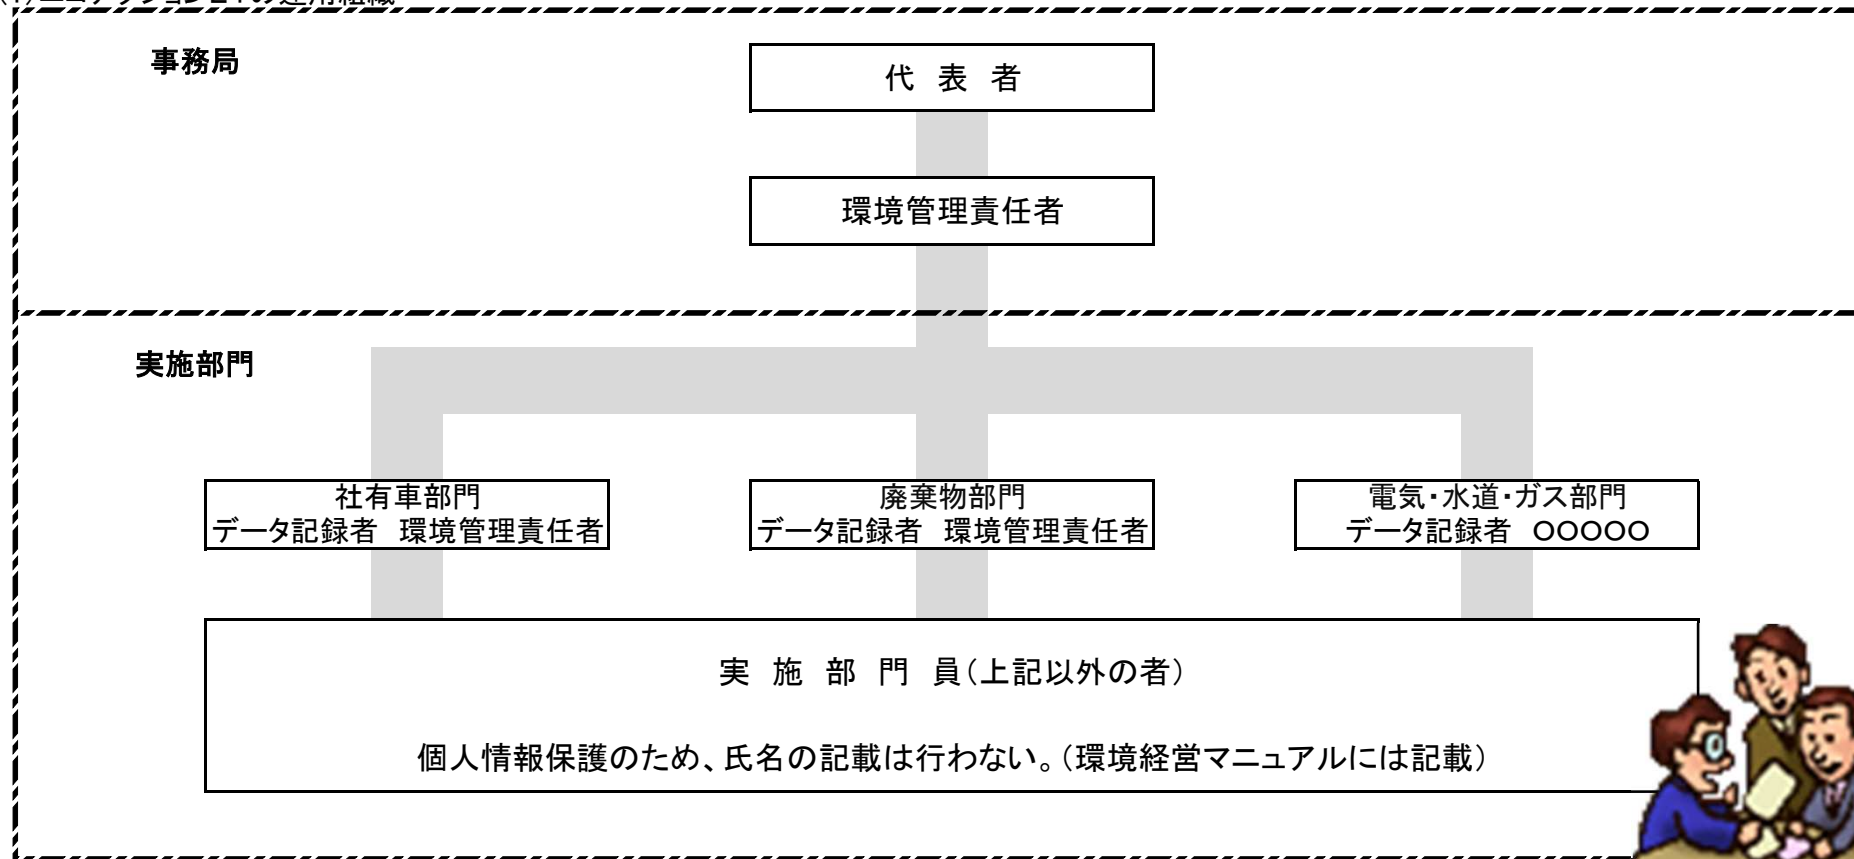 事務局
代　表　者
環境管理責任者
実施部門
社有車部門
データ記録者　環境管理責任者
廃棄物部門
データ記録者　環境管理責任者
電気・水道・ガス部門
データ記録者　○○○○○
実　施　部　門　員（上記以外の者）
個人情報保護のため、氏名の記載は行わない。（環境経営マニュアルには記載）